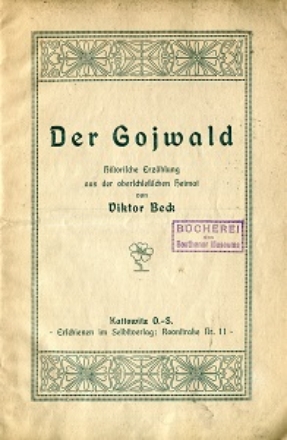 Der Gojwald
Historische Erzählung
aus der oberschlesischen Heimat
von
Viktor Beck
BÜCHEREI
des
Beuthener Museums
Kattowitz O.-S.
- Erschienen im Selbstverlag; Roonstraße Nr. 11 -